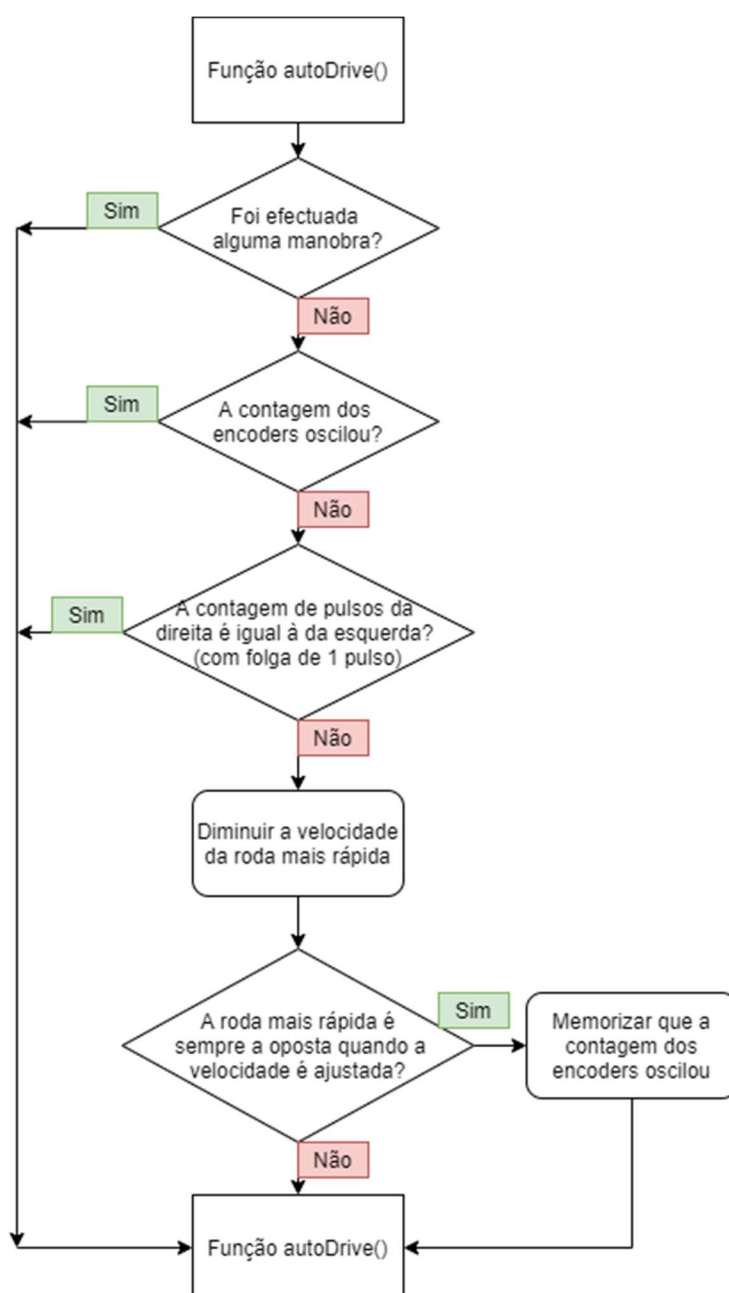 Função autoDrive()
Sim
Foi efectuada
alguma manobra?
Não
Sim
A contagem dos
encoders oscilou?
Não
Sim
A contagem de pulsos da
direita é igual à da esquerda?
(com folga de 1 pulso)
Não
Diminuir a velocidade
da roda mais rápida
A roda mais rápida é
sempre a oposta quando a
velocidade é ajustada?
Sim
Memorizar que a
contagem dos
encoders oscilou
Não
Função autoDrive()